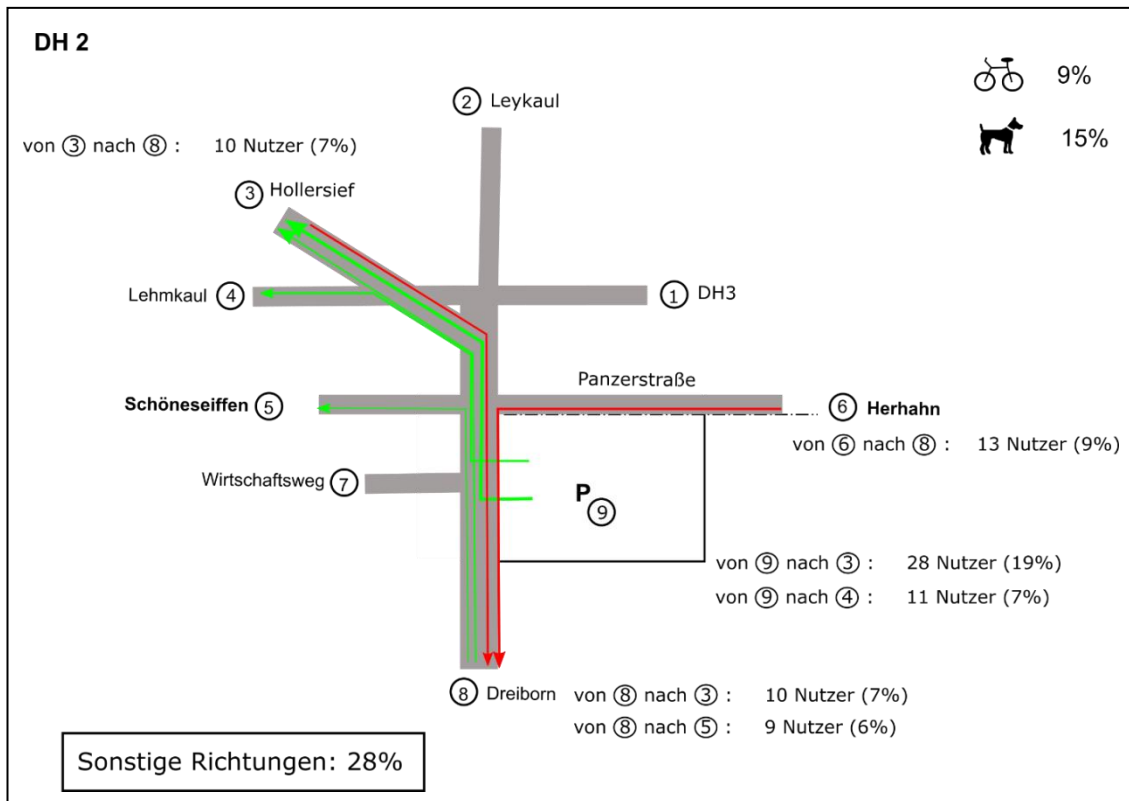 DH 2
9%
② Leykaul
15%
von ③ nach ⑧ : 10 Nutzer (7%)
③ Hollersief
Lehmkaul ④
① DH3
Panzerstraße
Schöneseiffen ⑤
⑥ Herhahn
von ⑥ nach ⑧ : 13 Nutzer (9%)
Wirtschaftsweg ⑦
P ⑨
von ⑨ nach ③ : 28 Nutzer (19%)
von ⑨ nach ④ : 11 Nutzer (7%)
⑧ Dreiborn
von ⑧ nach ③ : 10 Nutzer (7%)
von ⑧ nach ⑤ : 9 Nutzer (6%)
Sonstige Richtungen: 28%